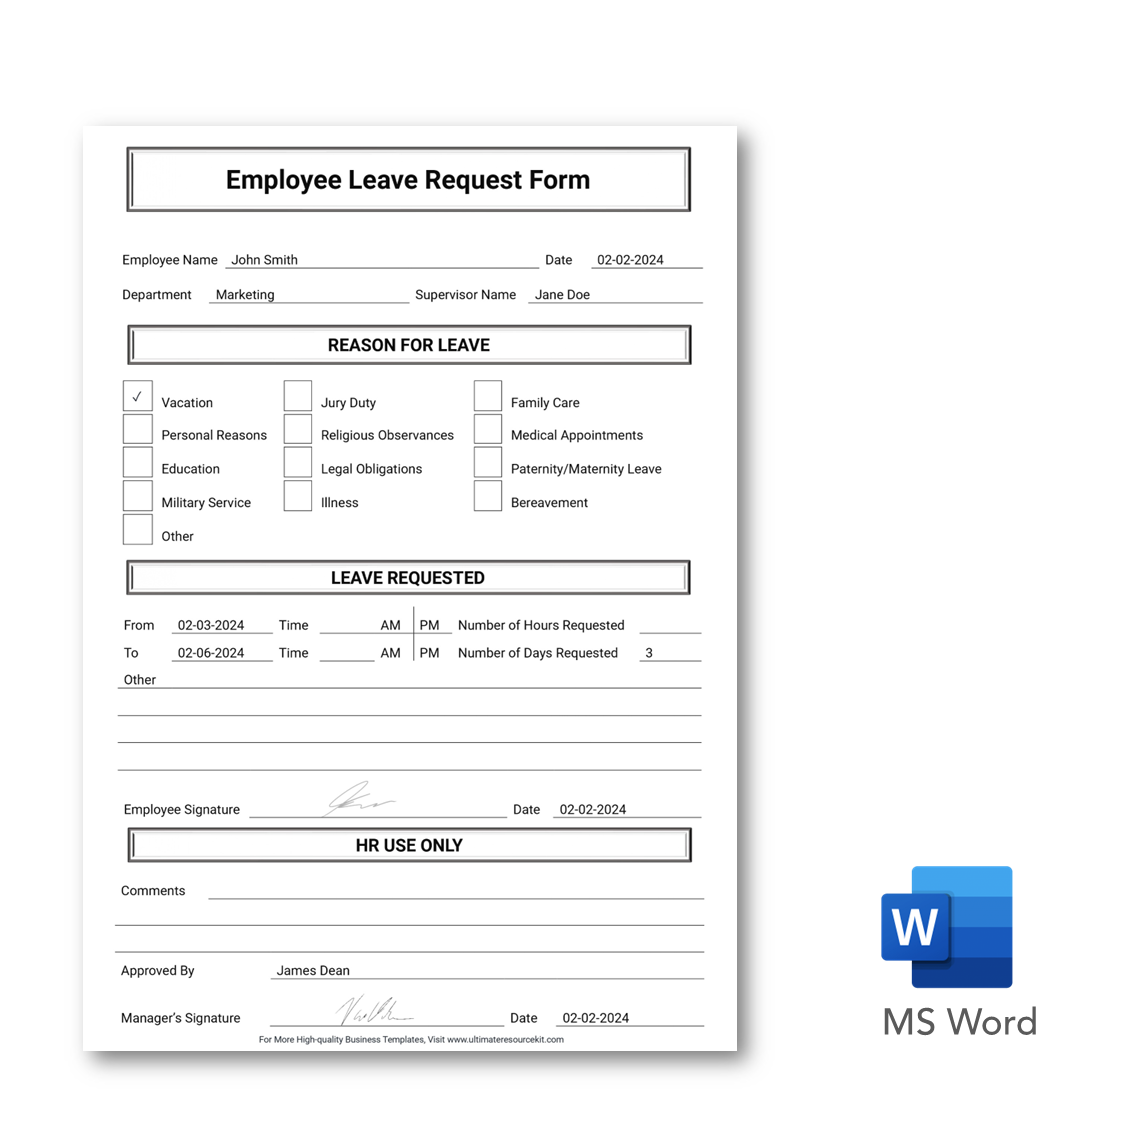 Employee Leave Request Form
Employee Name John Smith Date 02-02-2024
Department Marketing Supervisor Name Jane Doe
REASON FOR LEAVE
✓ Vacation Jury Duty Family Care
Personal Reasons Religious Observances Medical Appointments
Education Legal Obligations Paternity/Maternity Leave
Military Service Illness Bereavement
Other
LEAVE REQUESTED
From 02-03-2024 Time AM PM Number of Hours Requested
To 02-06-2024 Time AM PM Number of Days Requested 3
Other
Employee Signature Date 02-02-2024
HR USE ONLY
Comments
Approved By James Dean
Manager's Signature Date 02-02-2024
For More High-quality Business Templates, Visit www.ultimateresourcekit.com
W
MS Word